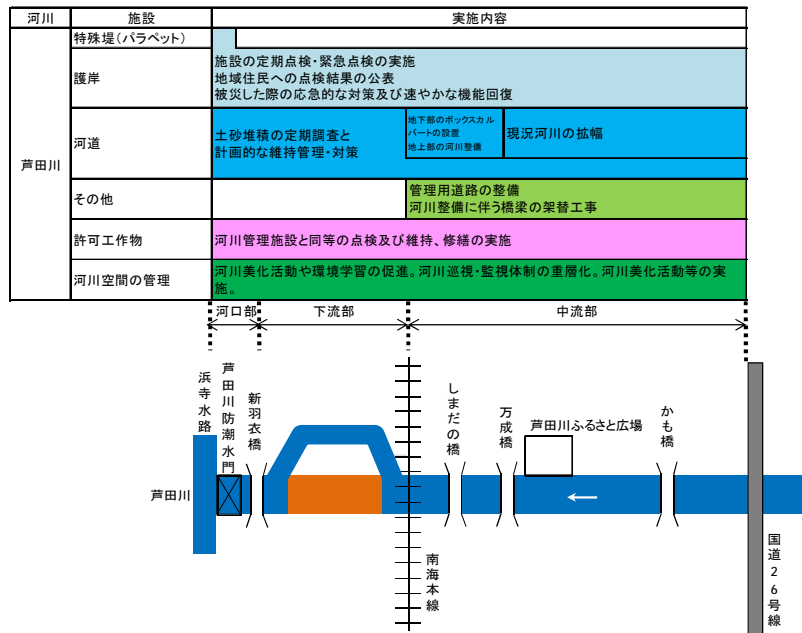 河川 施設 実施内容
芦田川
特殊堤(パラペット)
護岸
施設の定期点検・緊急点検の実施
地域住民への点検結果の公表
被災した際の応急的な対策及び速やかな機能回復
河道
土砂堆積の定期調査と
計画的な維持管理・対策
地下部のボックスカル
バートの設置
地上部の河川整備
現況河川の拡幅
その他
管理用道路の整備
河川整備に伴う橋梁の架替工事
許可工作物
河川管理施設と同等の点検及び維持、修繕の実施
河川空間の管理
河川美化活動や環境学習の促進。河川巡視・監視体制の重層化。河川美化活動等の実
施。
河口部 下流部 中流部
浜寺水路
芦田川防潮水門
新羽衣橋
しまだの橋
万成橋
芦田川ふるさと広場
かも橋
芦田川
南海本線
国道26号線